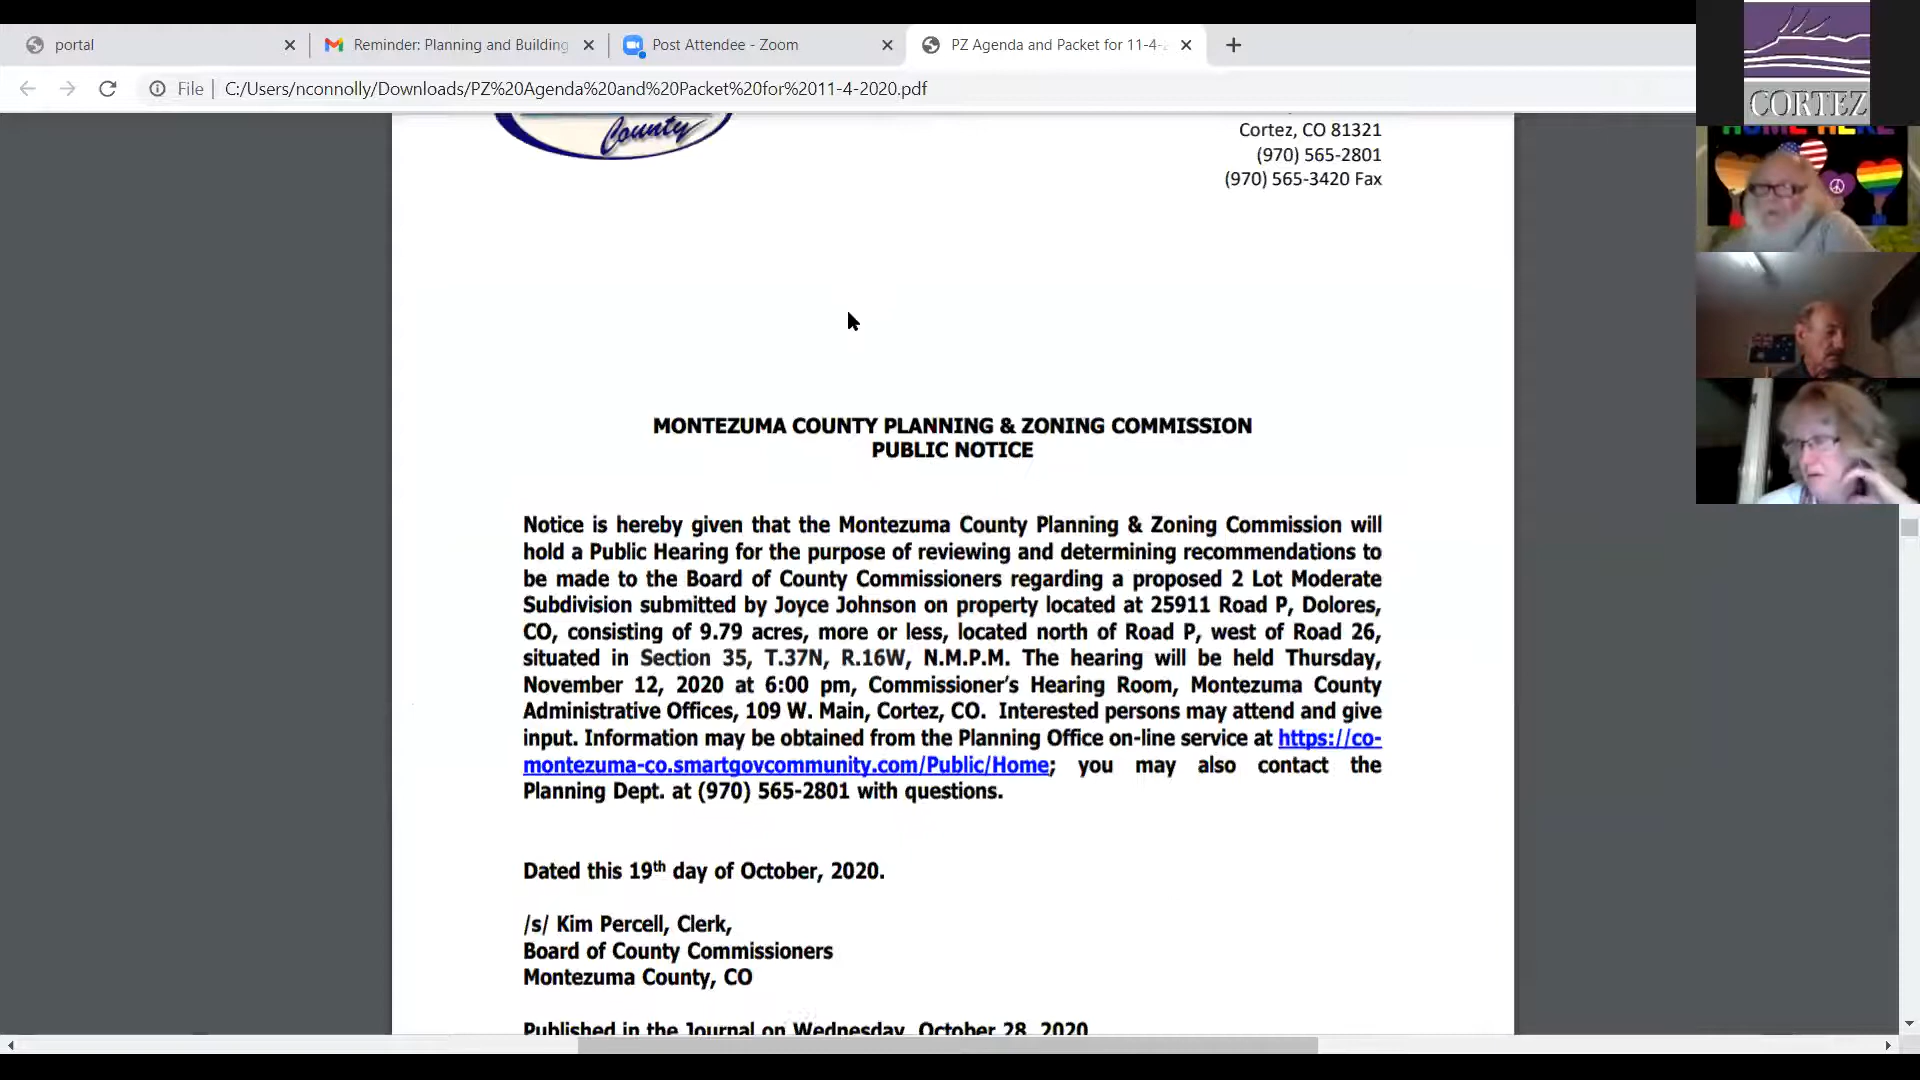 portal
Reminder: Planning and Building
Post Attendee - Zoom
PZ Agenda and Packet for 11-4-
File
C:/Users/nconnolly/Downloads/PZ%20Agenda%20and%20Packet%20for%2011-4-2020.pdf
CORTEZ
HOME HERE
County
Cortez, CO 81321
(970) 565-2801
(970) 565-3420 Fax
MONTEZUMA COUNTY PLANNING & ZONING COMMISSION
PUBLIC NOTICE
Notice is hereby given that the Montezuma County Planning & Zoning Commission will
hold a Public Hearing for the purpose of reviewing and determining recommendations to
be made to the Board of County Commissioners regarding a proposed 2 Lot Moderate
Subdivision submitted by Joyce Johnson on property located at 25911 Road P, Dolores,
CO, consisting of 9.79 acres, more or less, located north of Road P, west of Road 26,
situated in Section 35, T.37N, R.16W, N.M.P.M. The hearing will be held Thursday,
November 12, 2020 at 6:00 pm, Commissioner's Hearing Room, Montezuma County
Administrative Offices, 109 W. Main, Cortez, CO. Interested persons may attend and give
input. Information may be obtained from the Planning Office on-line service at https://co-
montezuma-co.smartgovcommunity.com/Public/Home; you may also contact the
Planning Dept. at (970) 565-2801 with questions.
Dated this 19th day of October, 2020.
/s/ Kim Percell, Clerk,
Board of County Commissioners
Montezuma County, CO
Published in the Journal on Wednesday, October 28, 2020